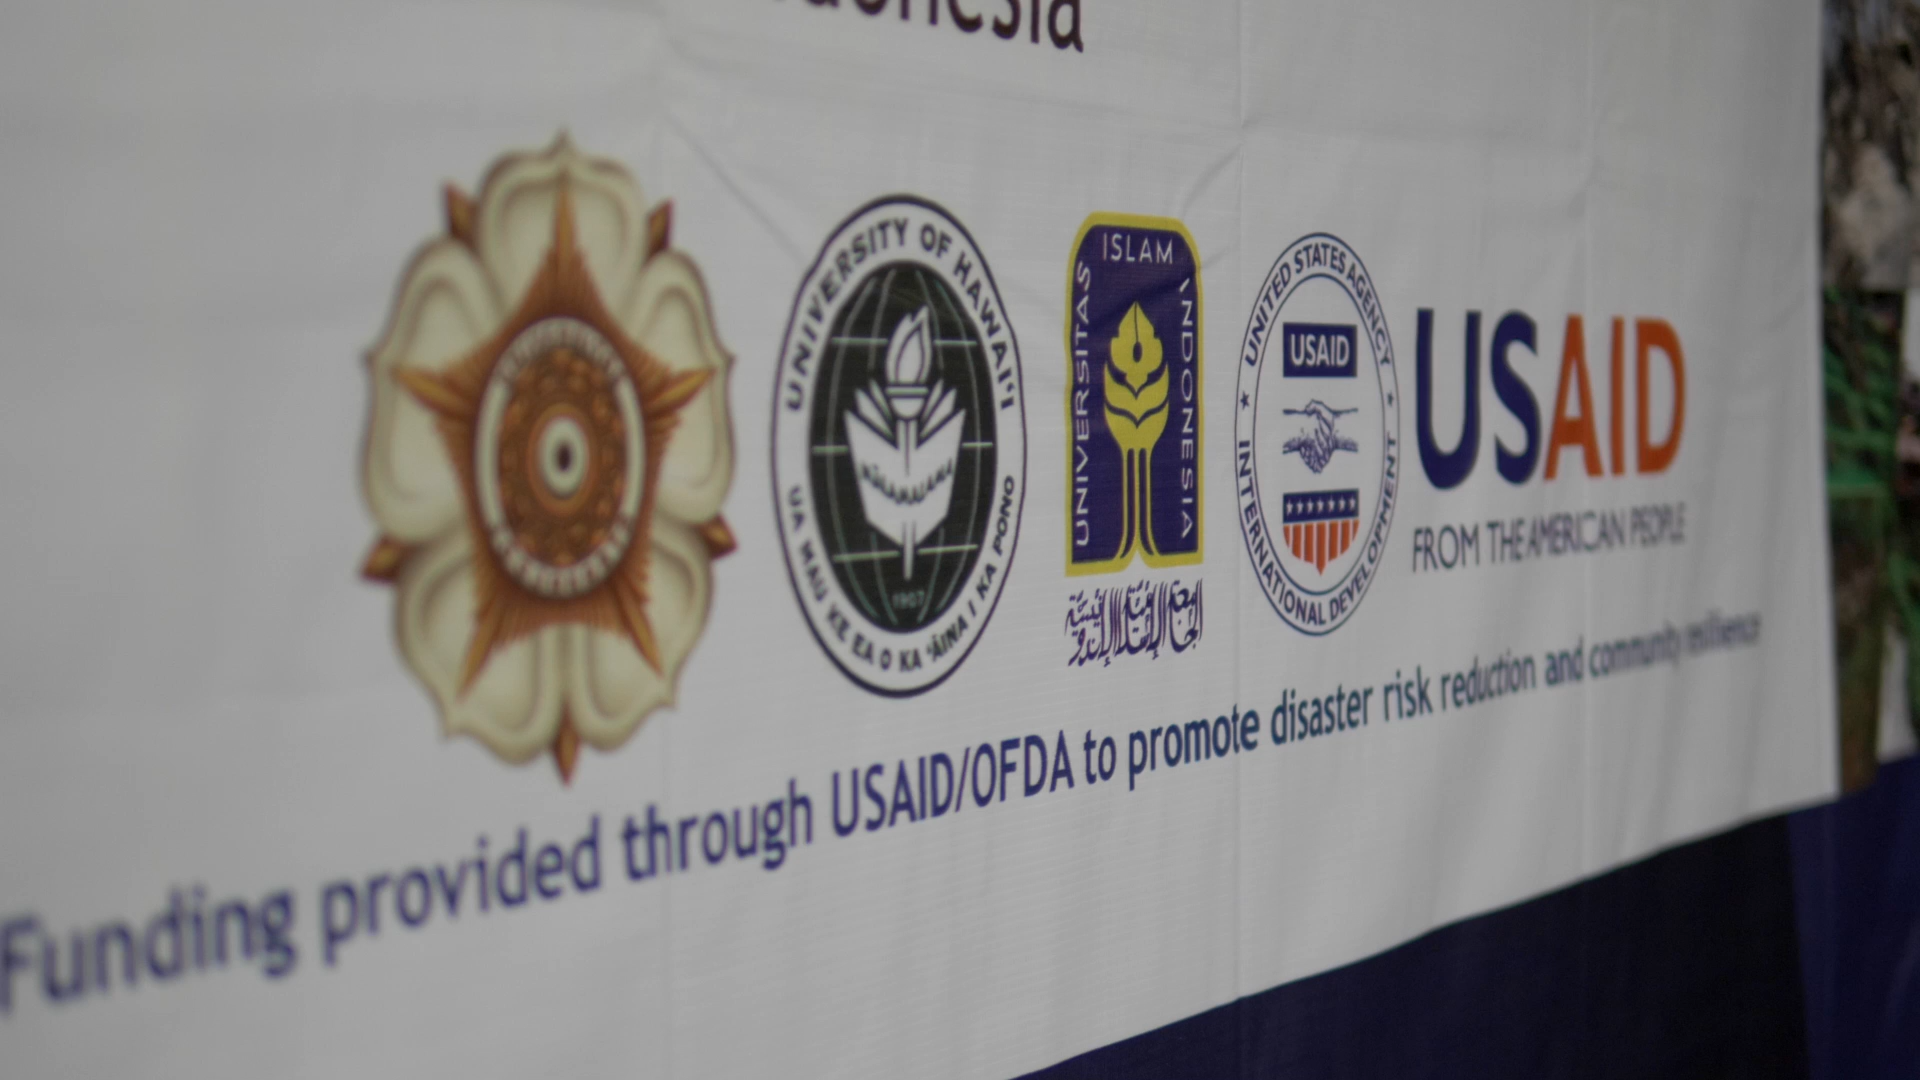 UNIVERSITY OF HAWAI'I
MĀLAMALAMA
1907
UA MAU KE EA O KA ʻĀINA I KA PONO
UNIVERSITAS ISLAM INDONESIA
الجامعة الإسلامية الإندونيسية
UNITED STATES AGENCY
USAID
INTERNATIONAL DEVELOPMENT
USAID
FROM THE AMERICAN PEOPLE
Funding provided through USAID/OFDA to promote disaster risk reduction and community resilience